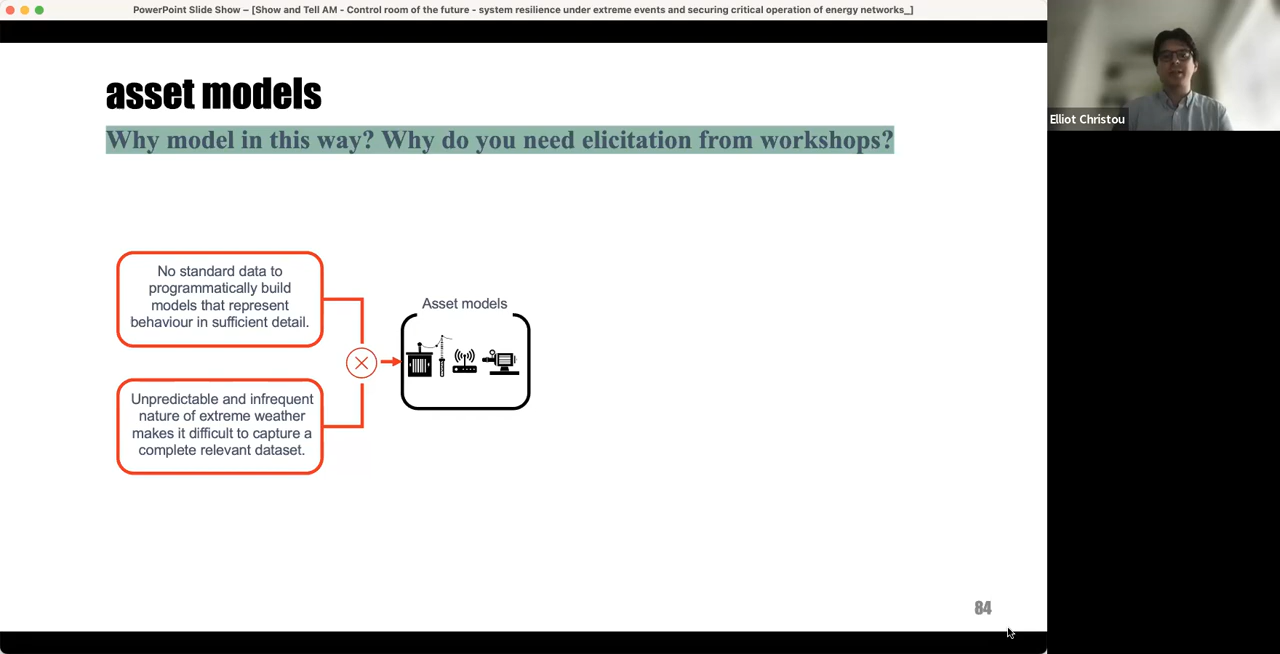 PowerPoint Slide Show – [Show and Tell AM - Control room of the future - system resilience under extreme events and securing critical operation of energy networks_]
asset models
Why model in this way? Why do you need elicitation from workshops?
No standard data to
programmatically build
models that represent
behaviour in sufficient detail.
Unpredictable and infrequent
nature of extreme weather
makes it difficult to capture a
complete relevant dataset.
Asset models
84
Elliot Christou